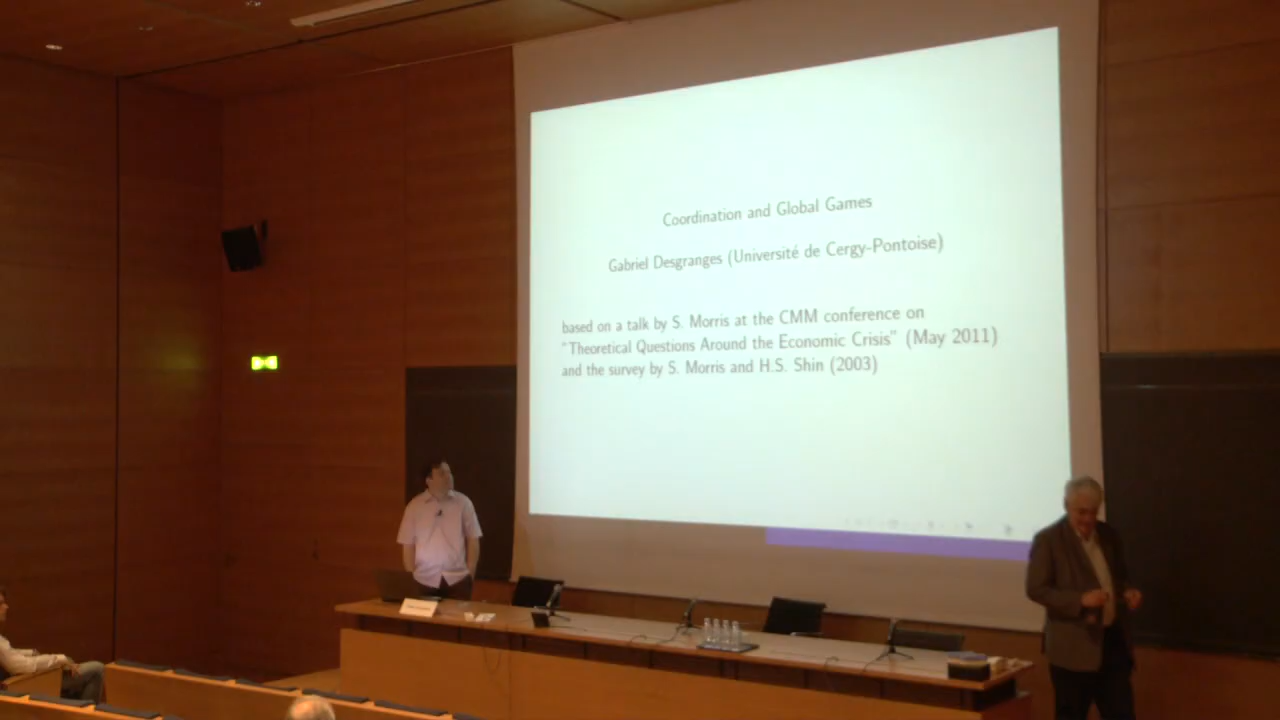 Coordination and Global Games
Gabriel Desgranges (Université de Cergy-Pontoise)
based on a talk by S. Morris at the CMM conference on
"Theoretical Questions Around the Economic Crisis" (May 2011)
and the survey by S. Morris and H.S. Shin (2003)